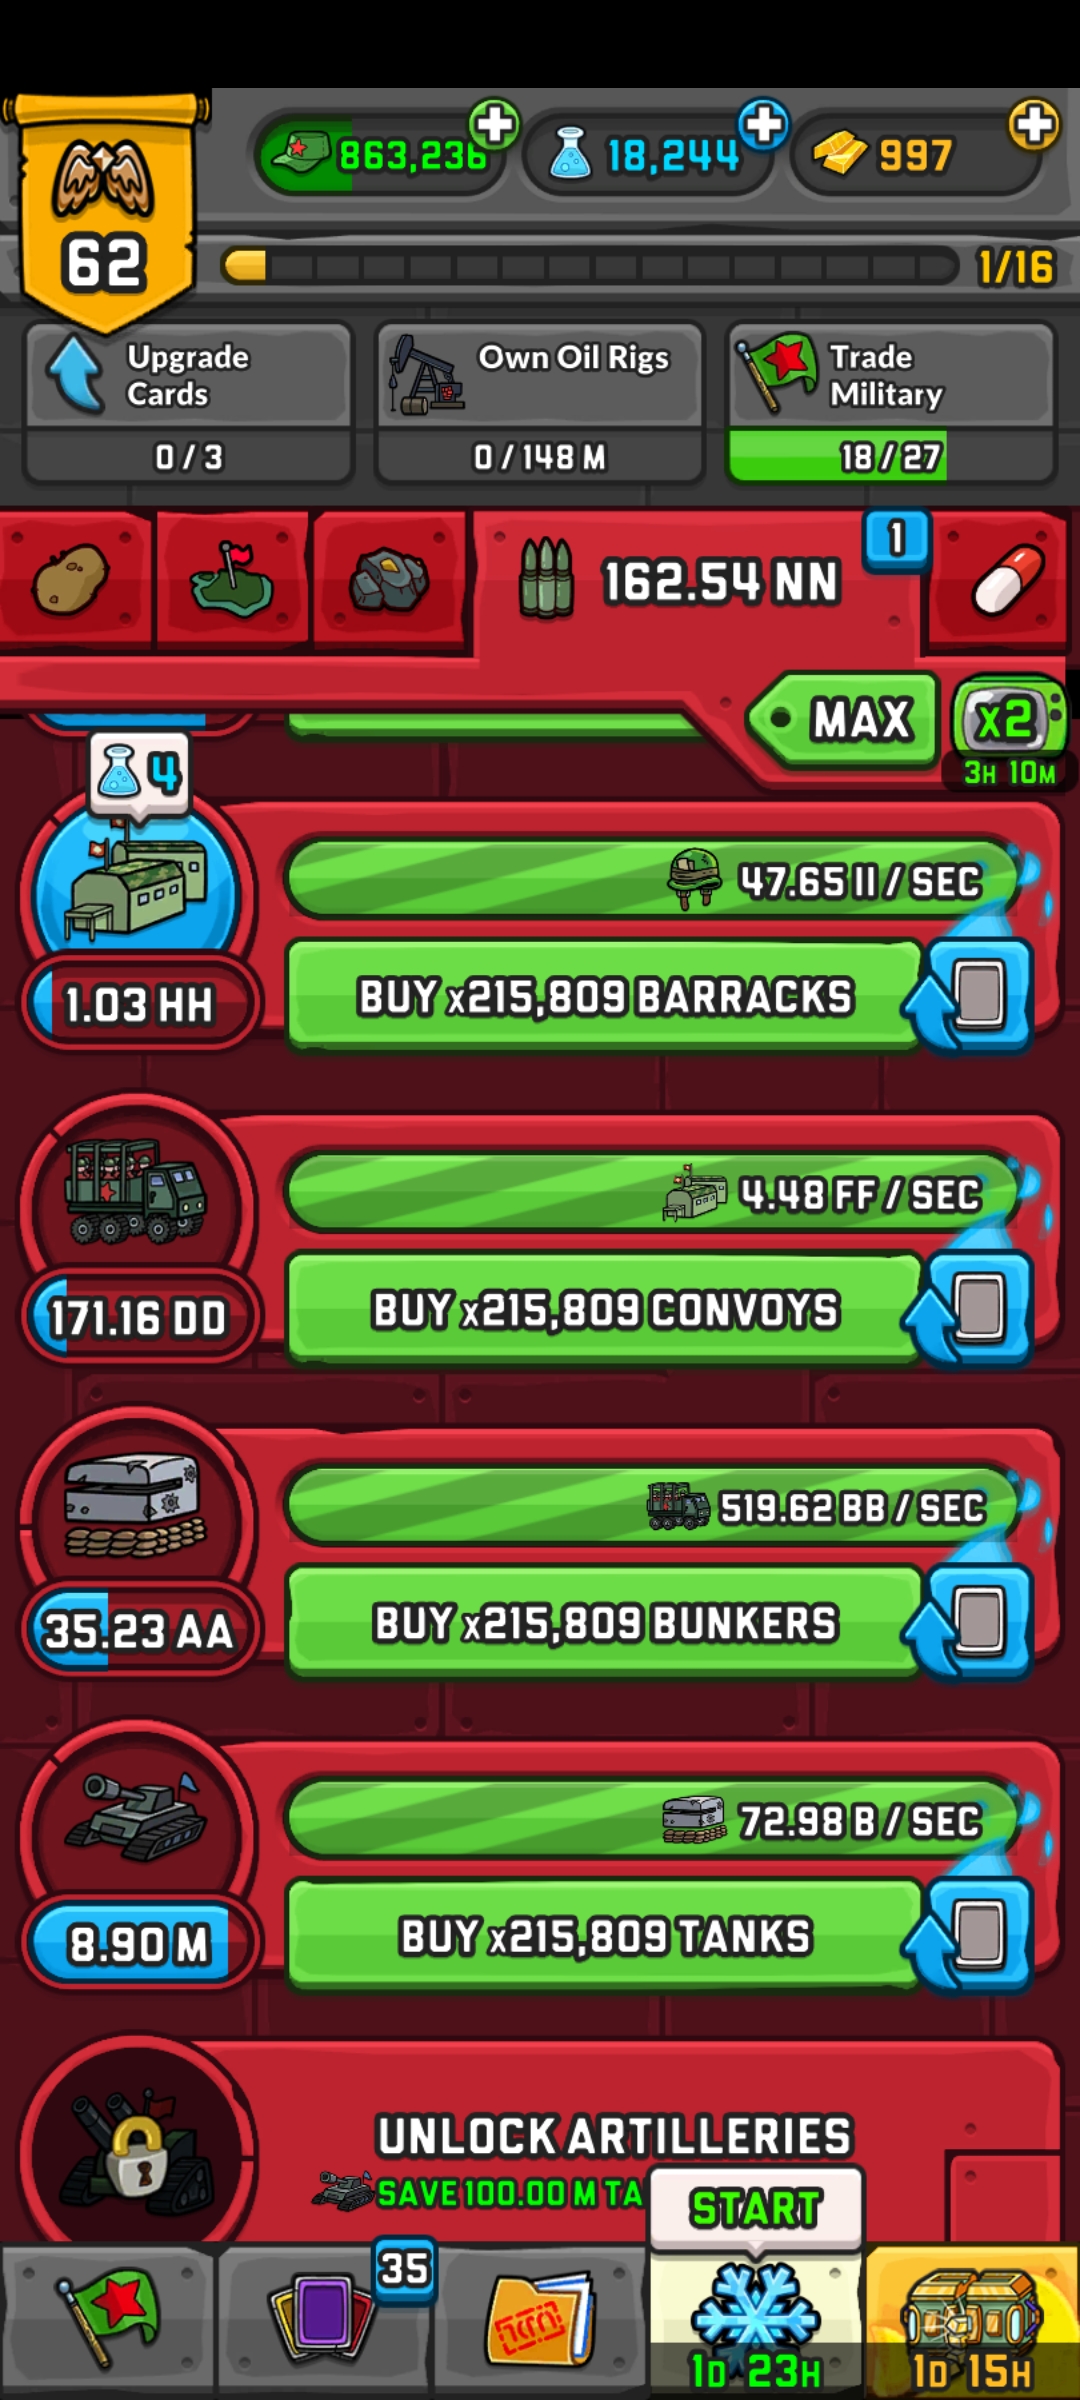 863,236
18,244
997
62
1/16
Upgrade
Cards
0 / 3
Own Oil Rigs
0 / 148 M
Trade
Military
18 / 27
162.54 NN
1
MAX
x2
3H 10M
4
47.65 II / SEC
1.03 HH
BUY x215,809 BARRACKS
4.48 FF / SEC
171.16 DD
BUY x215,809 CONVOYS
519.62 BB / SEC
35.23 AA
BUY x215,809 BUNKERS
72.98 B / SEC
8.90 M
BUY x215,809 TANKS
UNLOCK ARTILLERIES
SAVE 100.00 M TA
START
35
1D 23H
1D 15H